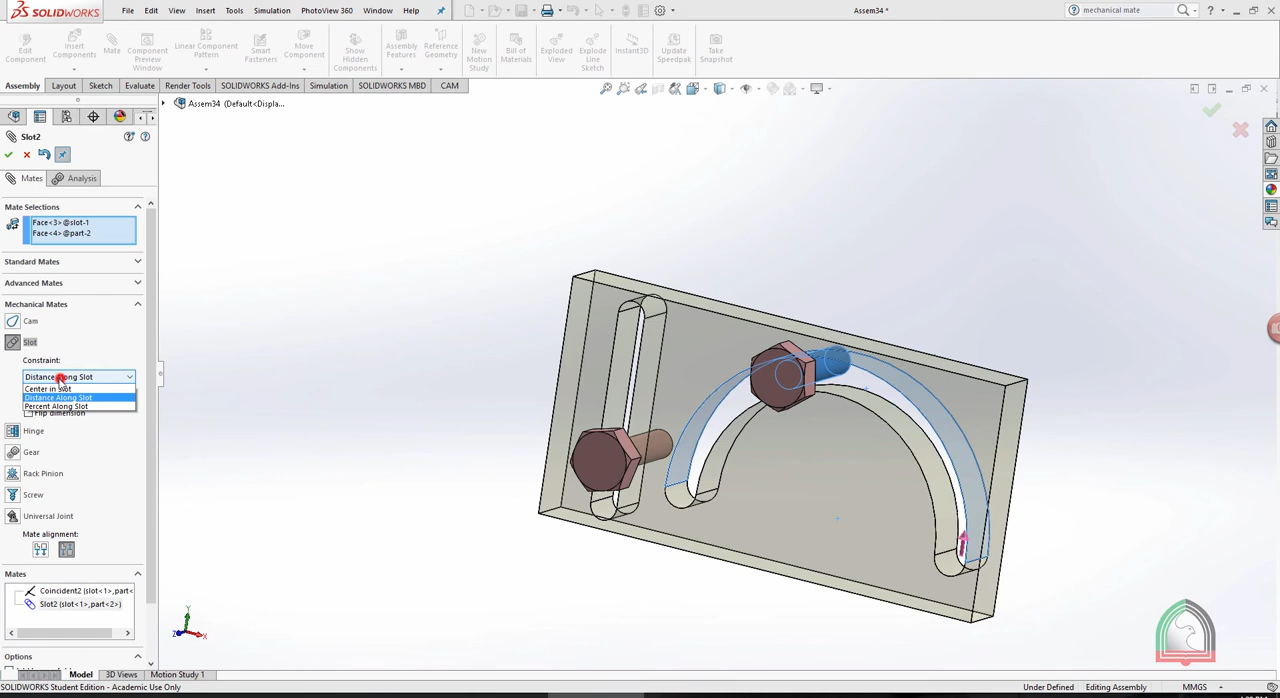 SOLIDWORKS
File Edit View Insert Tools Simulation PhotoView 360 Window Help
Assem34 *
mechanical mate
Edit Component
Insert Components
Mate
Component Preview Window
Linear Component Pattern
Smart Fasteners
Move Component
Show Hidden Components
Assembly Features
Reference Geometry
New Motion Study
Bill of Materials
Exploded View
Explode Line Sketch
Instant3D
Update Speedpak
Take Snapshot
Assembly Layout Sketch Evaluate Render Tools SOLIDWORKS Add-Ins Simulation SOLIDWORKS MBD CAM
Assem34 (Default<Displa...
Slot2
Mates Analysis
Mate Selections
Face<3>@slot-1
Face<4>@part-2
Standard Mates
Advanced Mates
Mechanical Mates
Cam
Slot
Constraint:
Distance Along Slot
Center in Slot
Distance Along Slot
Percent Along Slot
Flip dimension
Hinge
Gear
Rack Pinion
Screw
Universal Joint
Mate alignment:
Mates
Coincident2 (slot<1>,part<
Slot2 (slot<1>,part<2>)
Options
Y
Z X
Model 3D Views Motion Study 1
SOLIDWORKS Student Edition - Academic Use Only
Under Defined Editing Assembly MMGS